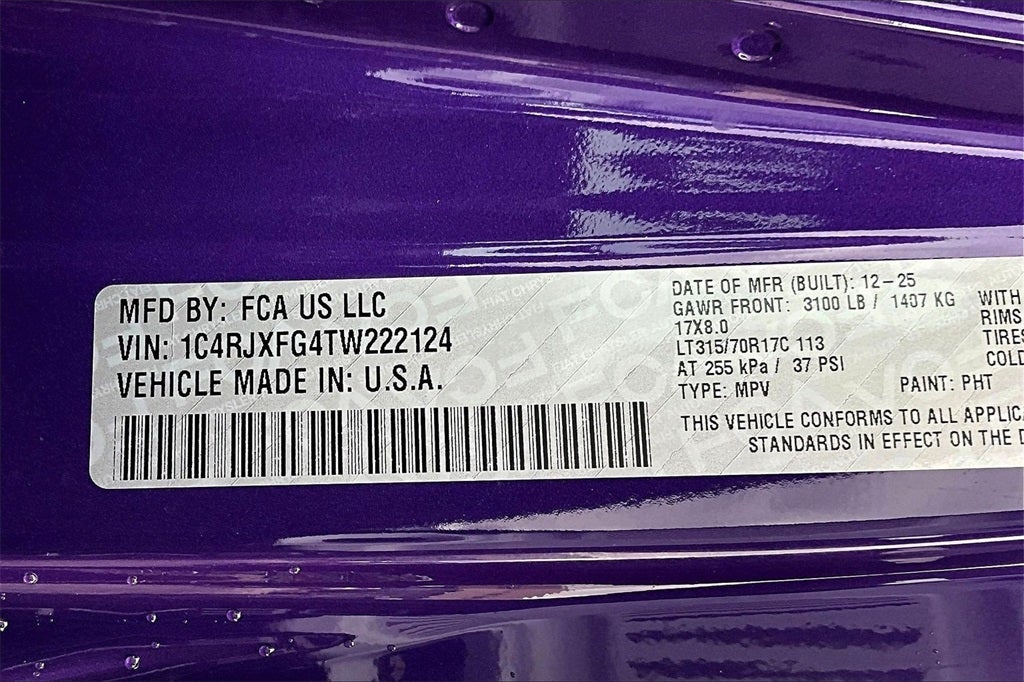 MFD BY: FCA US LLC
VIN: 1C4RJXFG4TW222124
VEHICLE MADE IN: U.S.A.
DATE OF MFR (BUILT): 12-25
GAWR FRONT: 3100 LB / 1407 KG WITH
17X8.0 RIMS
LT315/70R17C 113 TIRES
AT 255 kPa / 37 PSI COLD
TYPE: MPV PAINT: PHT
THIS VEHICLE CONFORMS TO ALL APPLICA
STANDARDS IN EFFECT ON THE D